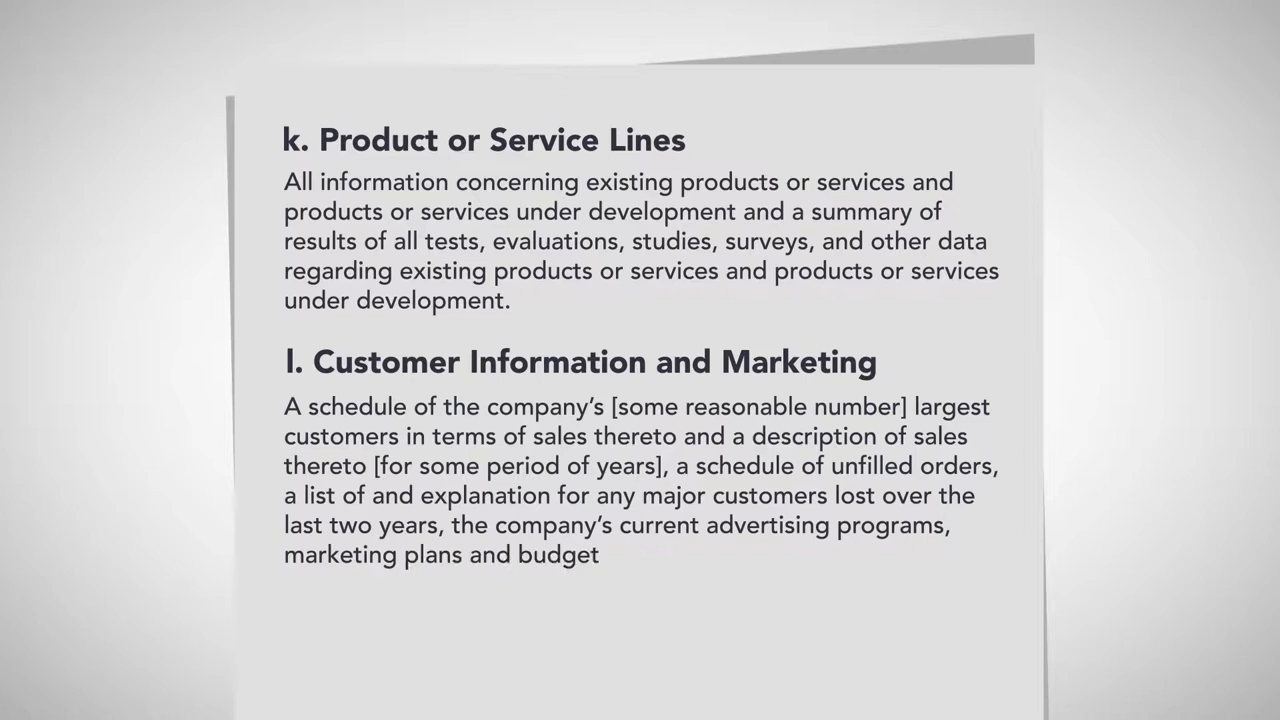 k. Product or Service Lines
All information concerning existing products or services and
products or services under development and a summary of
results of all tests, evaluations, studies, surveys, and other data
regarding existing products or services and products or services
under development.
l. Customer Information and Marketing
A schedule of the company’s [some reasonable number] largest
customers in terms of sales thereto and a description of sales
thereto [for some period of years], a schedule of unfilled orders,
a list of and explanation for any major customers lost over the
last two years, the company’s current advertising programs,
marketing plans and budget